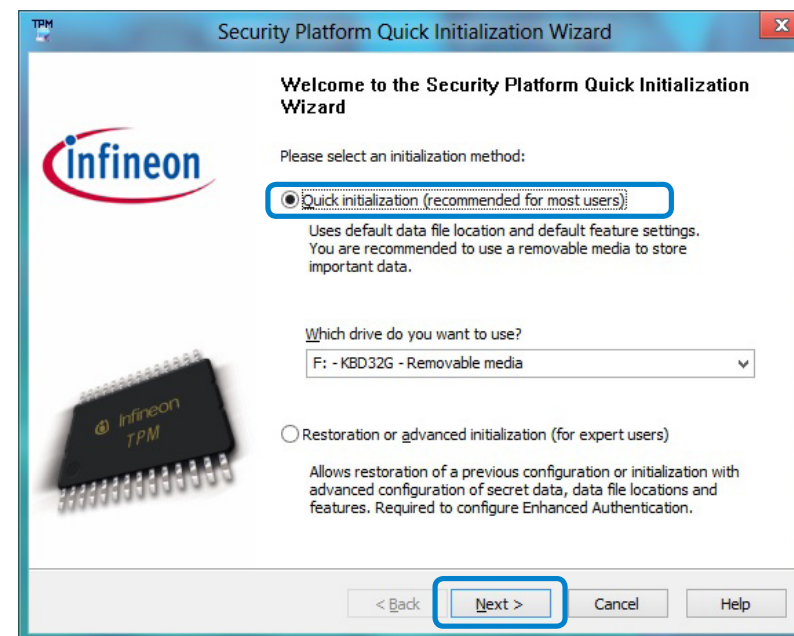 TPM
Security Platform Quick Initialization Wizard
X
Welcome to the Security Platform Quick Initialization
Wizard
infineon
Please select an initialization method:
Quick initialization (recommended for most users)
Uses default data file location and default feature settings.
You are recommended to use a removable media to store
important data.
Which drive do you want to use?
F: - KBD32G - Removable media
Infineon
TPM
Restoration or advanced initialization (for expert users)
Allows restoration of a previous configuration or initialization with
advanced configuration of secret data, data file locations and
features. Required to configure Enhanced Authentication.
< Back
Next >
Cancel
Help